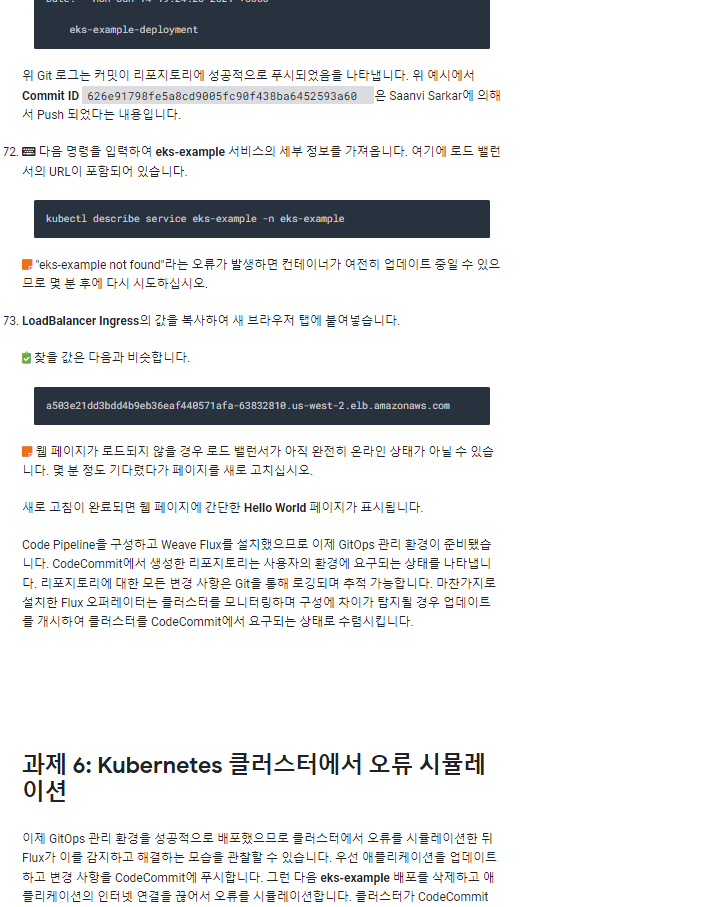 eks-example-deployment
위 Git 로그는 커밋이 리포지토리에 성공적으로 푸시되었음을 나타냅니다. 위 예시에서
Commit ID 626e91798fe5a8cd9005fc90f438ba6452593a60 은 Saanvi Sarkar에 의해
서 Push 되었다는 내용입니다.
72. 다음 명령을 입력하여 eks-example 서비스의 세부 정보를 가져옵니다. 여기에 로드 밸런
서의 URL이 포함되어 있습니다.
kubectl describe service eks-example -n eks-example
"eks-example not found"라는 오류가 발생하면 컨테이너가 여전히 업데이트 중일 수 있으
므로 몇 분 후에 다시 시도하십시오.
73. LoadBalancer Ingress의 값을 복사하여 새 브라우저 탭에 붙여넣습니다.
찾을 값은 다음과 비슷합니다.
a503e21dd3bdd4b9eb36eaf440571afa-63832810.us-west-2.elb.amazonaws.com
웹 페이지가 로드되지 않을 경우 로드 밸런서가 아직 완전히 온라인 상태가 아닐 수 있습
니다. 몇 분 정도 기다렸다가 페이지를 새로 고치십시오.
새로 고침이 완료되면 웹 페이지에 간단한 Hello World 페이지가 표시됩니다.
Code Pipeline을 구성하고 Weave Flux를 설치했으므로 이제 GitOps 관리 환경이 준비됐습
니다. CodeCommit에서 생성한 리포지토리는 사용자의 환경에 요구되는 상태를 나타냅니
다. 리포지토리에 대한 모든 변경 사항은 Git을 통해 로깅되며 추적 가능합니다. 마찬가지로
설치한 Flux 오퍼레이터는 클러스터를 모니터링하며 구성에 차이가 탐지될 경우 업데이트
를 개시하여 클러스터를 CodeCommit에서 요구되는 상태로 수렴시킵니다.
과제 6: Kubernetes 클러스터에서 오류 시뮬레
이션
이제 GitOps 관리 환경을 성공적으로 배포했으므로 클러스터에서 오류를 시뮬레이션한 뒤
Flux가 이를 감지하고 해결하는 모습을 관찰할 수 있습니다. 우선 애플리케이션을 업데이트
하고 변경 사항을 CodeCommit에 푸시합니다. 그런 다음 eks-example 배포를 삭제하고 애
플리케이션의 인터넷 연결을 끊어서 오류를 시뮬레이션합니다. 클러스터가 CodeCommit